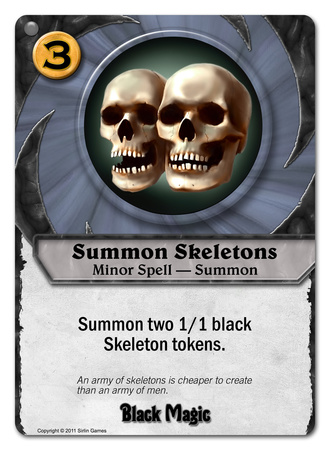 3
Summon Skeletons
Minor Spell — Summon
Summon two 1/1 black
Skeleton tokens.
An army of skeletons is cheaper to create
than an army of men.
Black Magic
Copyright © 2011 Sirlin Games